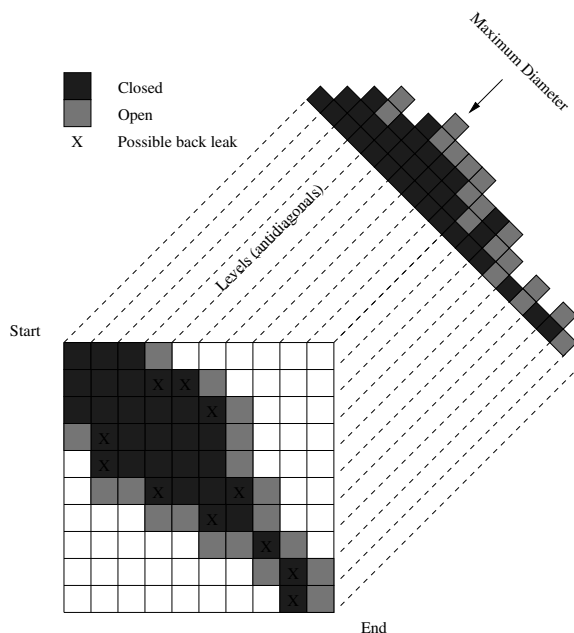 Maximum Diameter
Closed
Open
X Possible back leak
Levels (antidiagonals)
Start
X X
X
X
X
X X
X
X
X
X
End